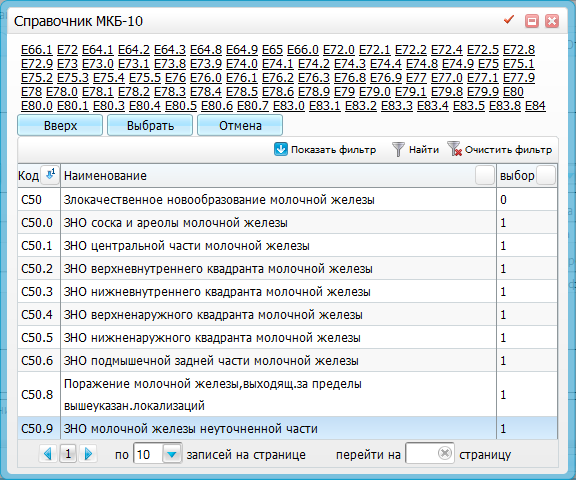 Справочник МКБ-10
E66.1 E72 E64.1 E64.2 E64.3 E64.8 E64.9 E65 E66.0 E72.0 E72.1 E72.2 E72.4 E72.5 E72.8
E72.9 E73 E73.0 E73.1 E73.8 E73.9 E74.0 E74.1 E74.2 E74.3 E74.4 E74.8 E74.9 E75 E75.1
E75.2 E75.3 E75.4 E75.5 E76 E76.0 E76.1 E76.2 E76.3 E76.8 E76.9 E77 E77.0 E77.1 E77.9
E78 E78.0 E78.1 E78.2 E78.3 E78.4 E78.5 E78.6 E78.9 E79 E79.0 E79.1 E79.8 E79.9 E80
E80.0 E80.1 E80.3 E80.4 E80.5 E80.6 E80.7 E83.0 E83.1 E83.2 E83.3 E83.4 E83.5 E83.8 E84
Вверх Выбрать Отмена
Показать фильтр Найти Очистить фильтр
Код 1 Наименование выбор
C50 Злокачественное новообразование молочной железы 0
C50.0 ЗНО соска и ареолы молочной железы 1
C50.1 ЗНО центральной части молочной железы 1
C50.2 ЗНО верхневнутреннего квадранта молочной железы 1
C50.3 ЗНО нижневнутреннего квадранта молочной железы 1
C50.4 ЗНО верхненаружного квадранта молочной железы 1
C50.5 ЗНО нижненаружного квадранта молочной железы 1
C50.6 ЗНО подмышечной задней части молочной железы 1
C50.8 Поражение молочной железы,выходящ.за пределы 1
вышеуказан.локализаций
C50.9 ЗНО молочной железы неуточненной части 1
1 по 10 записей на странице перейти на страницу